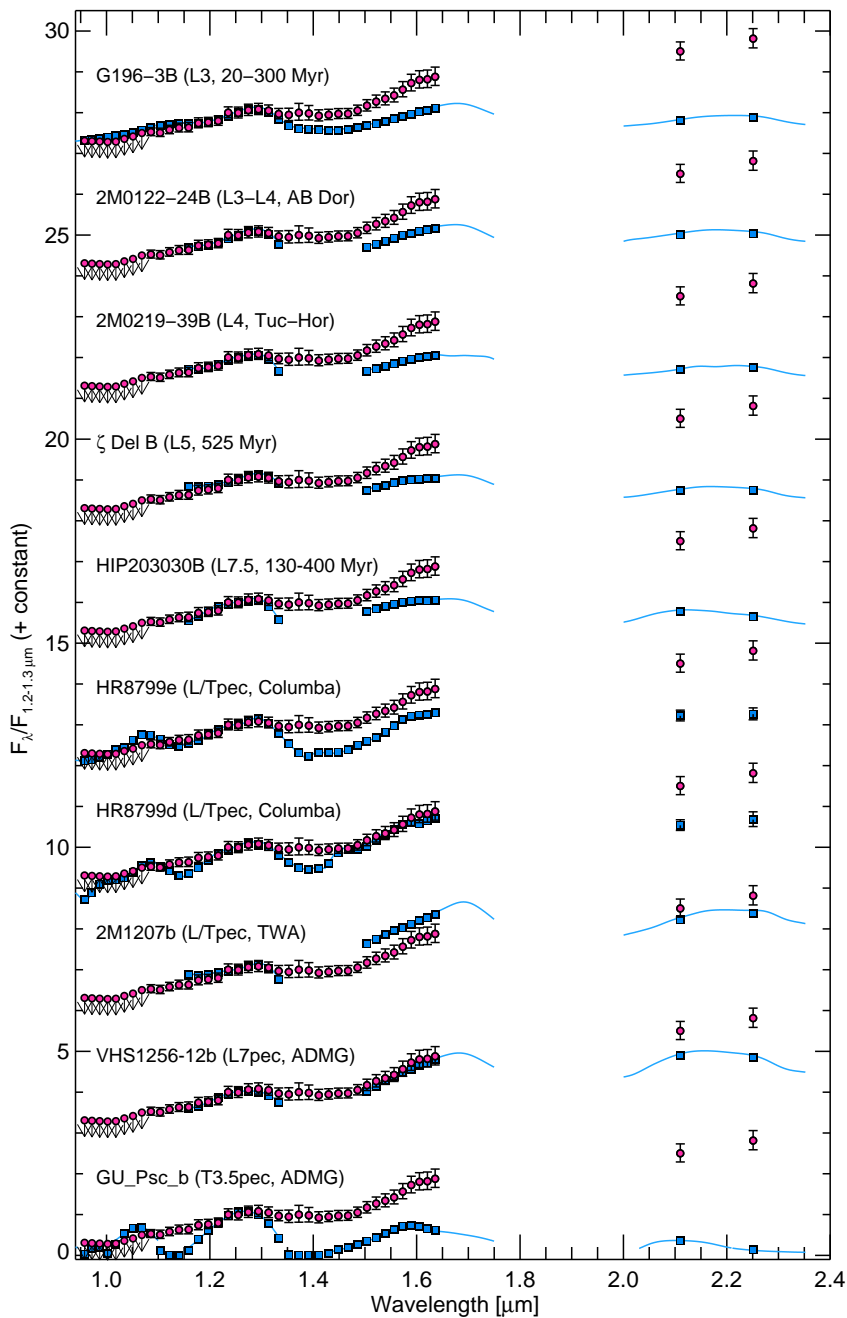 30
G196−3B (L3, 20−300 Myr)
2M0122−24B (L3−L4, AB Dor)
25
2M0219−39B (L4, Tuc−Hor)
20
ζ Del B (L5, 525 Myr)
HIP203030B (L7.5, 130-400 Myr)
15
HR8799e (L/Tpec, Columba)
HR8799d (L/Tpec, Columba)
10
2M1207b (L/Tpec, TWA)
VHS1256-12b (L7pec, ADMG)
5
GU_Psc_b (T3.5pec, ADMG)
0
Fλ/F1.2-1.3 μm (+ constant)
1.0 1.2 1.4 1.6 1.8 2.0 2.2 2.4
Wavelength [μm]